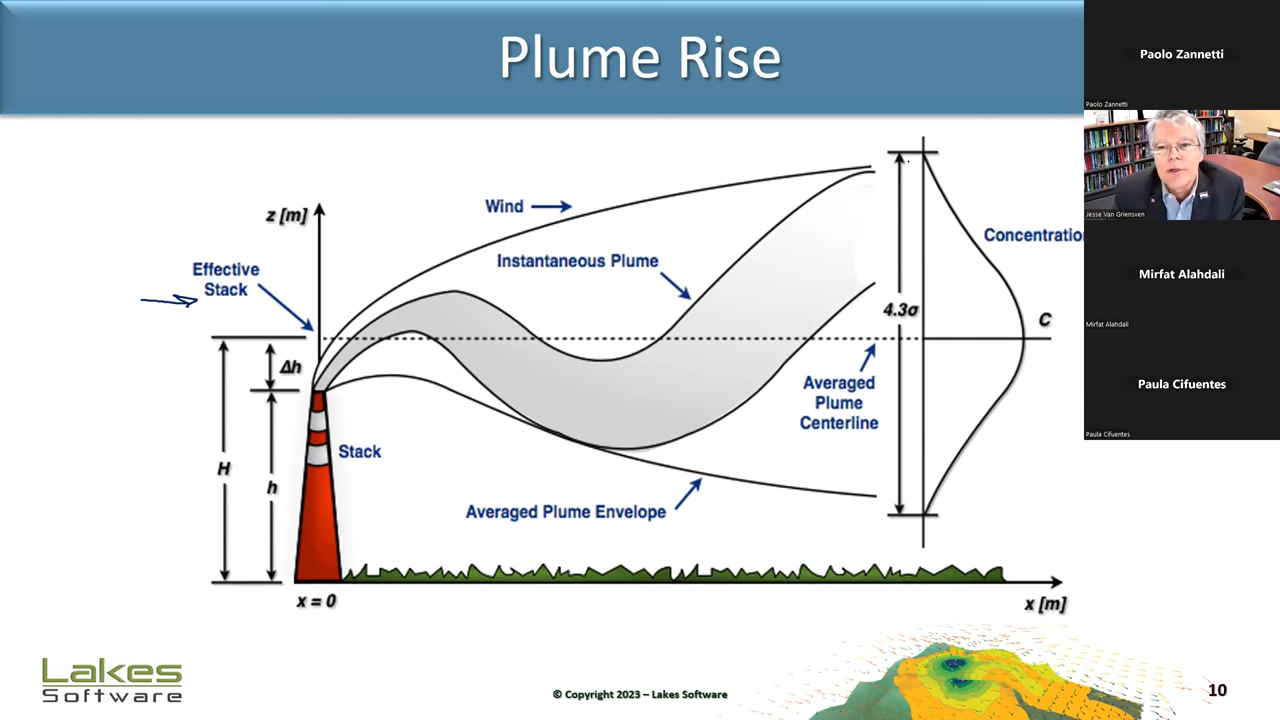 Plume Rise
Paolo Zannetti
Paolo Zannetti
Jesse Van Griensven
Mirfat Alahdali
Mirfat Alahdali
Paula Cifuentes
Paula Cifuentes
z [m]
Wind
Effective
Stack
Instantaneous Plume
Concentratio
4.3σ
C
Δh
Averaged
Plume
Centerline
Stack
H
h
Averaged Plume Envelope
x = 0
x [m]
Lakes
Software
© Copyright 2023 – Lakes Software
10